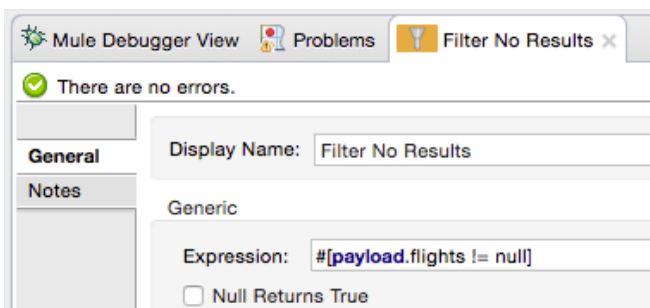 Mule Debugger View Problems Filter No Results
There are no errors.
General
Display Name: Filter No Results
Notes
Generic
Expression: #[payload.flights != null]
Null Returns True